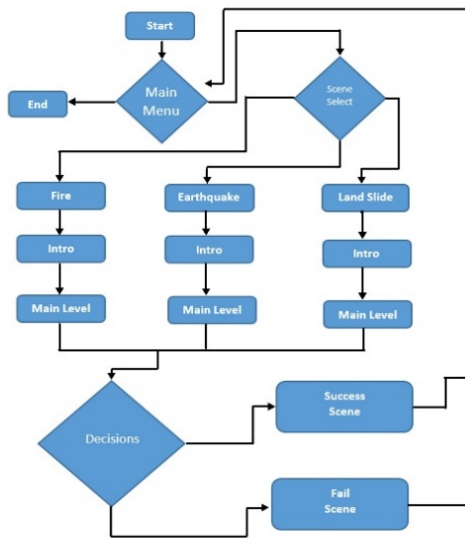 Start
Main
Menu
Scene
Select
End
Fire
Earthquake
Land Slide
Intro
Intro
Intro
Main Level
Main Level
Main Level
Decisions
Success
Scene
Fail
Scene